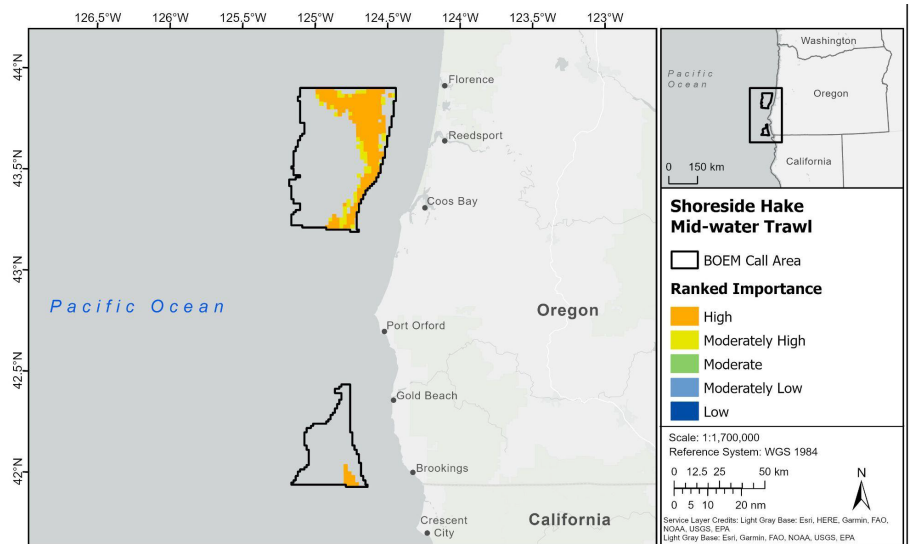 126,5°W 126°W 125,5°W 125°W 124,5°W 124°W 123,5°W 123°W
44°N
43,5°N
43°N
42,5°N
42°N
Florence
Reedsport
Coos Bay
Pacific Ocean
Oregon
Port Orford
Gold Beach
Brookings
Crescent
City
California
Washington
Pacific
Ocean
Oregon
California
0 150 km
Shoreside Hake
Mid-water Trawl
BOEM Call Area
Ranked Importance
High
Moderately High
Moderate
Moderately Low
Low
Scale: 1:1,700,000
Reference System: WGS 1984
0 12.5 25 50 km
0 5 10 20 nm
N
Service Layer Credits: Light Gray Base: Esri, HERE, Garmin, FAO,
NOAA, USGS, EPA
Light Gray Base: Esri, Garmin, FAO, NOAA, USGS, EPA